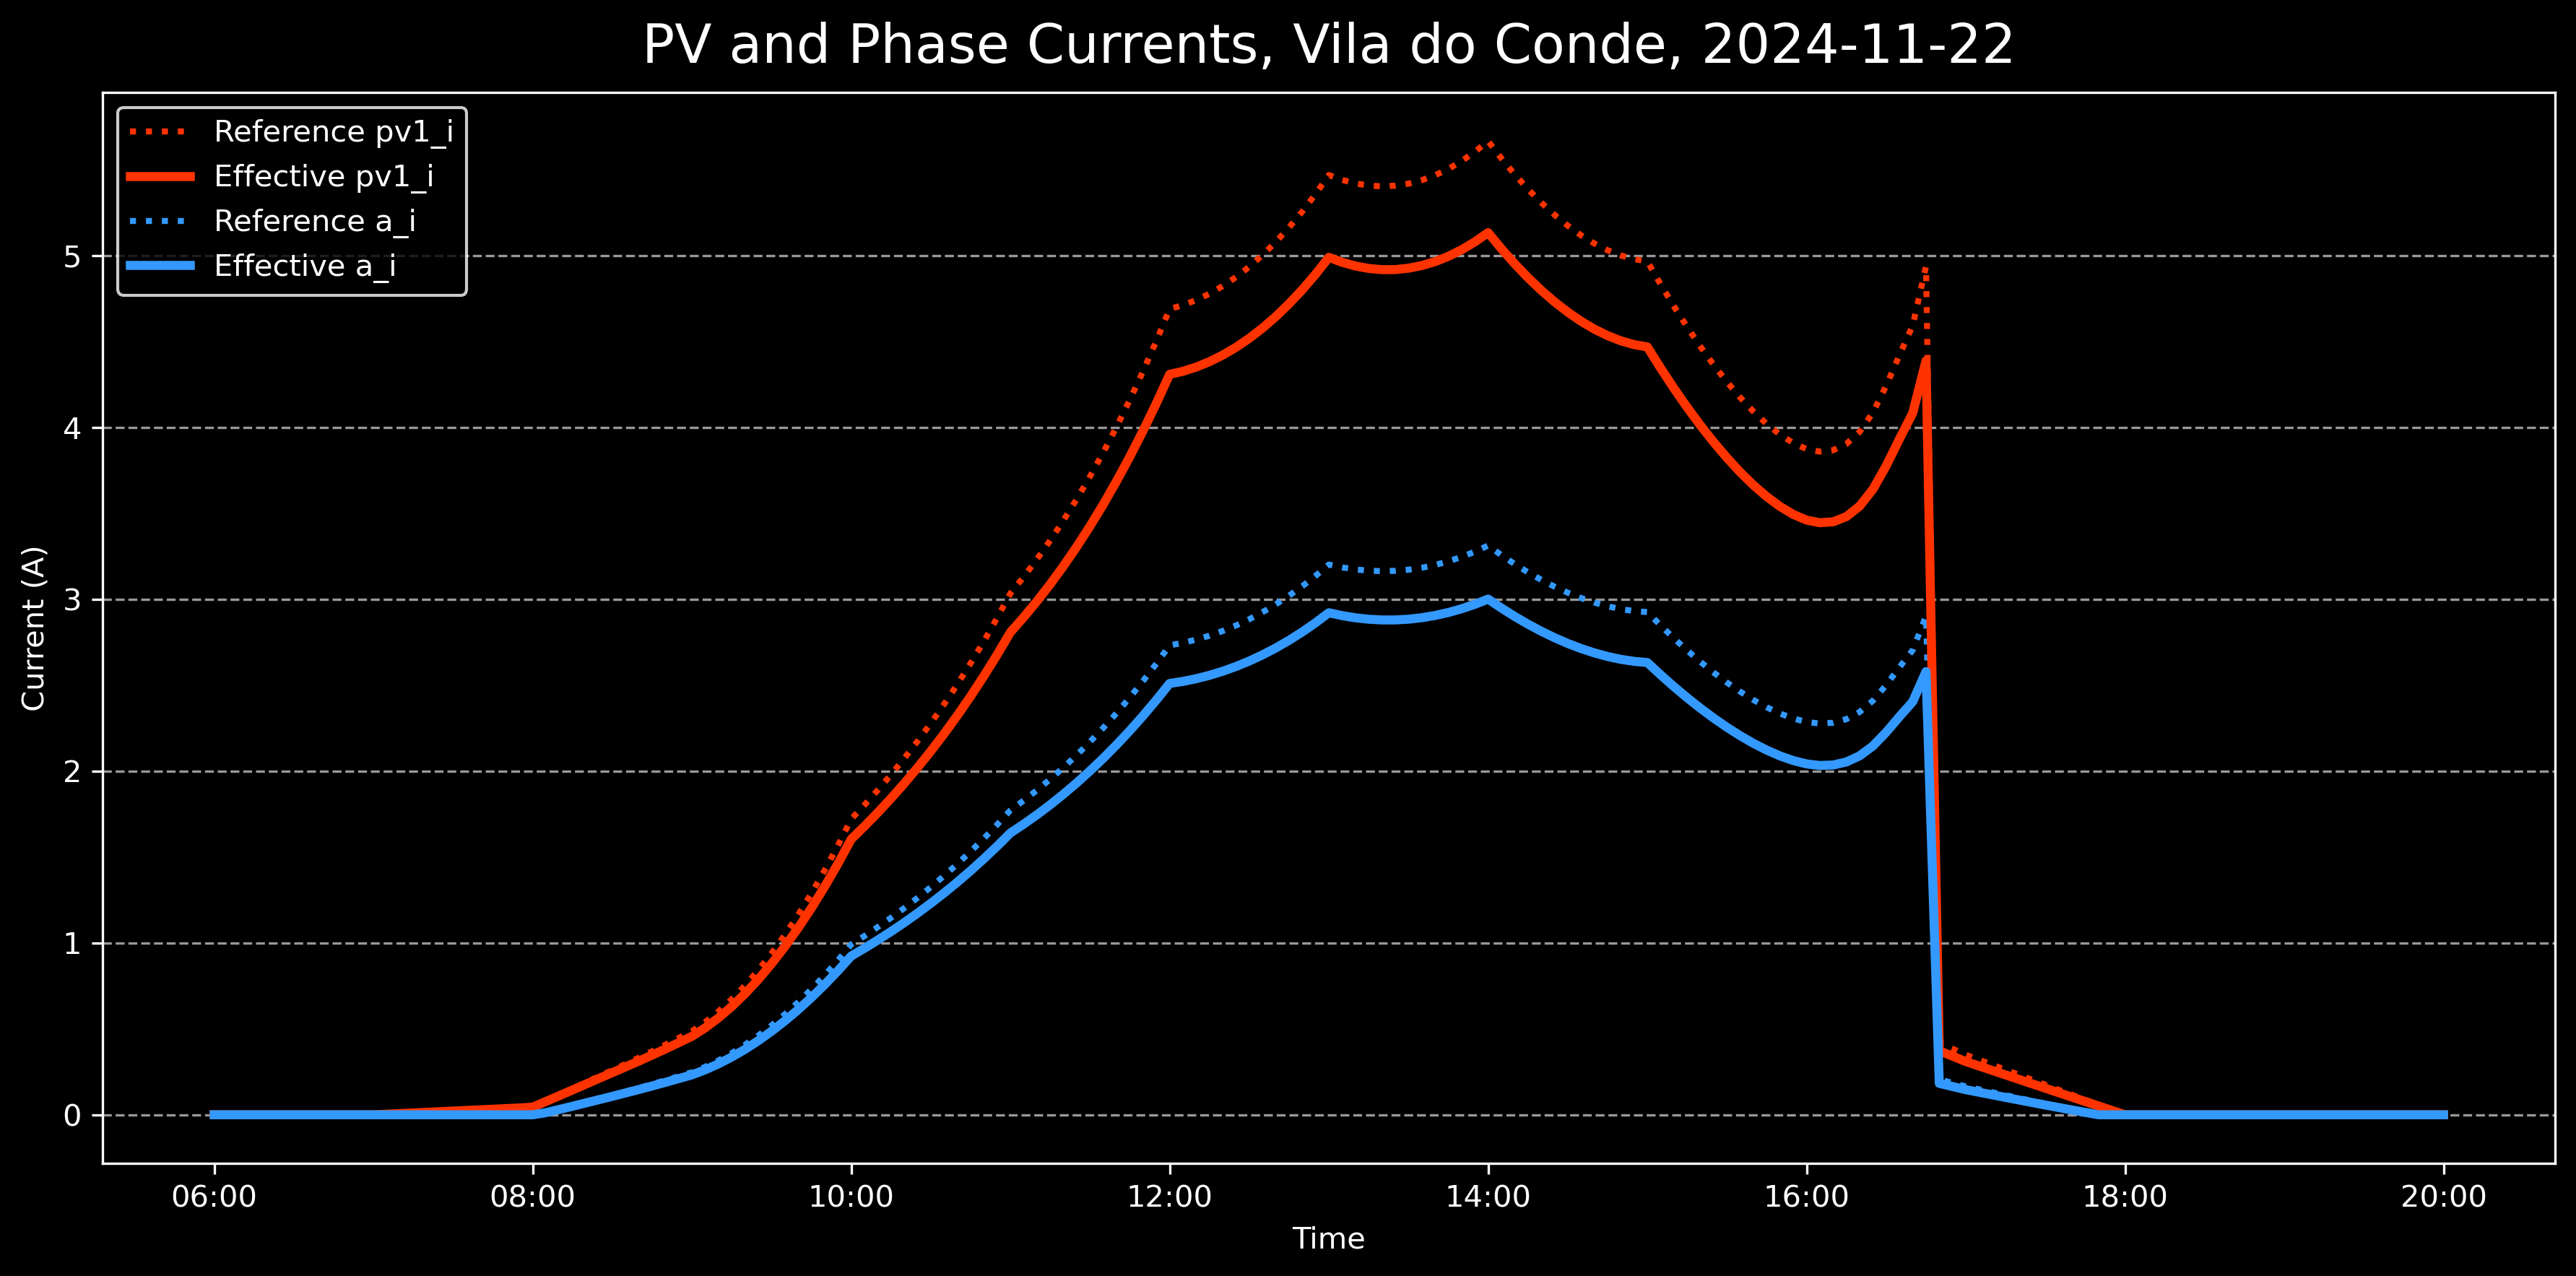 PV and Phase Currents, Vila do Conde, 2024-11-22
Reference pv1_i
Effective pv1_i
Reference a_i
Effective a_i
5
4
3
2
1
0
Current (A)
06:00 08:00 10:00 12:00 14:00 16:00 18:00 20:00
Time